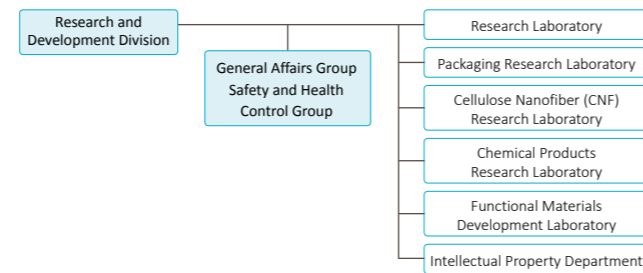 Research and
Development Division
General Affairs Group
Safety and Health
Control Group
Research Laboratory
Packaging Research Laboratory
Cellulose Nanofiber (CNF)
Research Laboratory
Chemical Products
Research Laboratory
Functional Materials
Development Laboratory
Intellectual Property Department